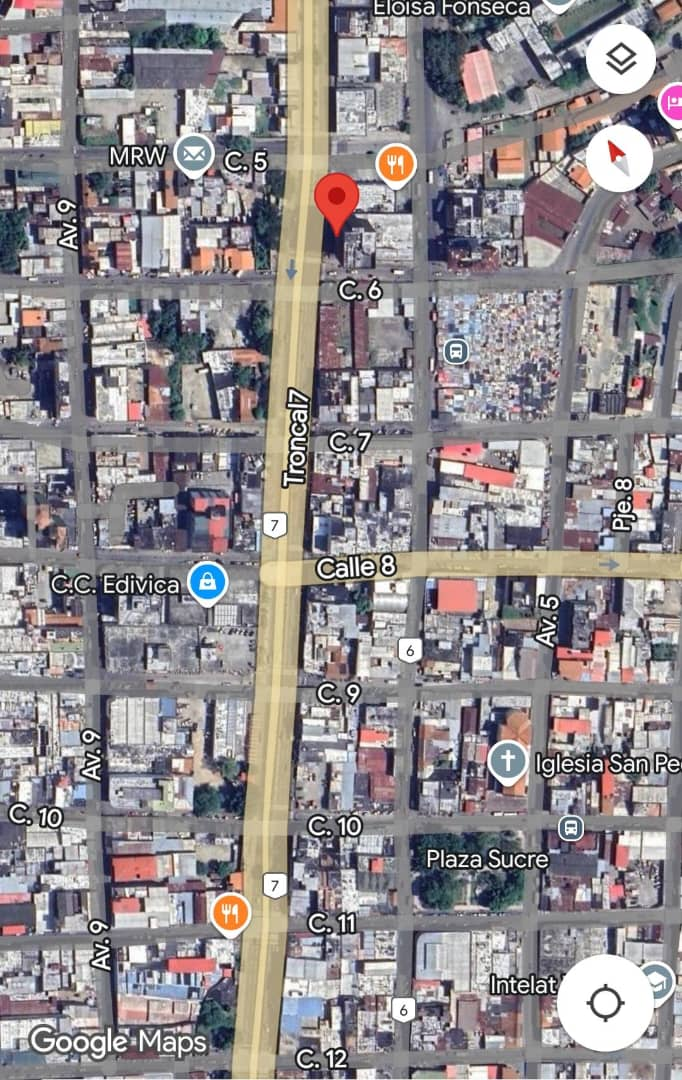 Eloisa Fonseca
MRW
C. 5
Av. 9
C. 6
Troncal7
C. 7
Pje. 8
7
Calle 8
C.C. Edivica
Av. 5
6
C. 9
Av. 9
Iglesia San Pe
C. 10
C. 10
Plaza Sucre
7
C. 11
Av. 9
Intelat
6
Google Maps
C. 12